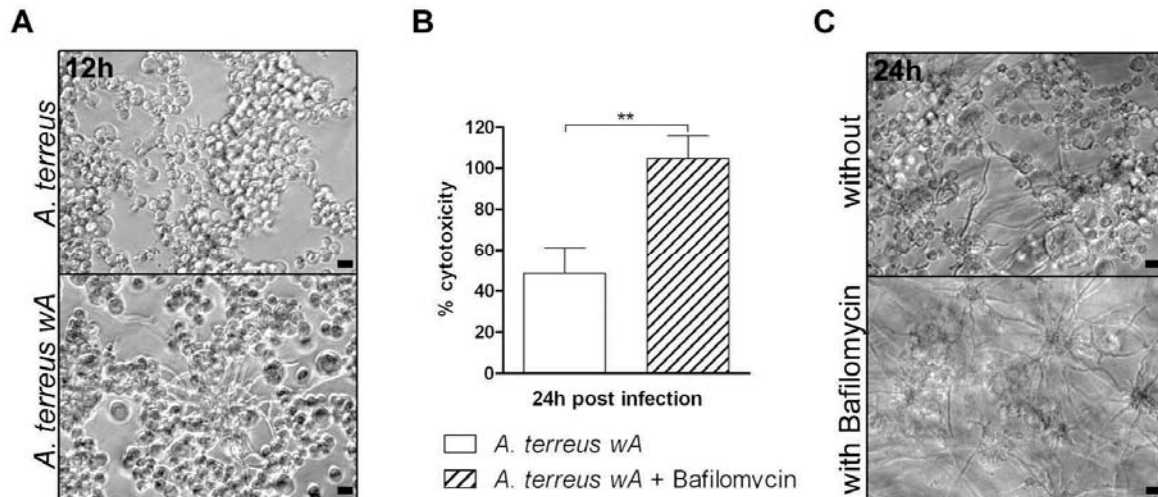 A
12h
A. terreus
A. terreus wA
B
% cytotoxicity
120
100
80
60
40
20
0
**
24h post infection
A. terreus wA
A. terreus wA + Bafilomycin
C
24h
without
with Bafilomycin